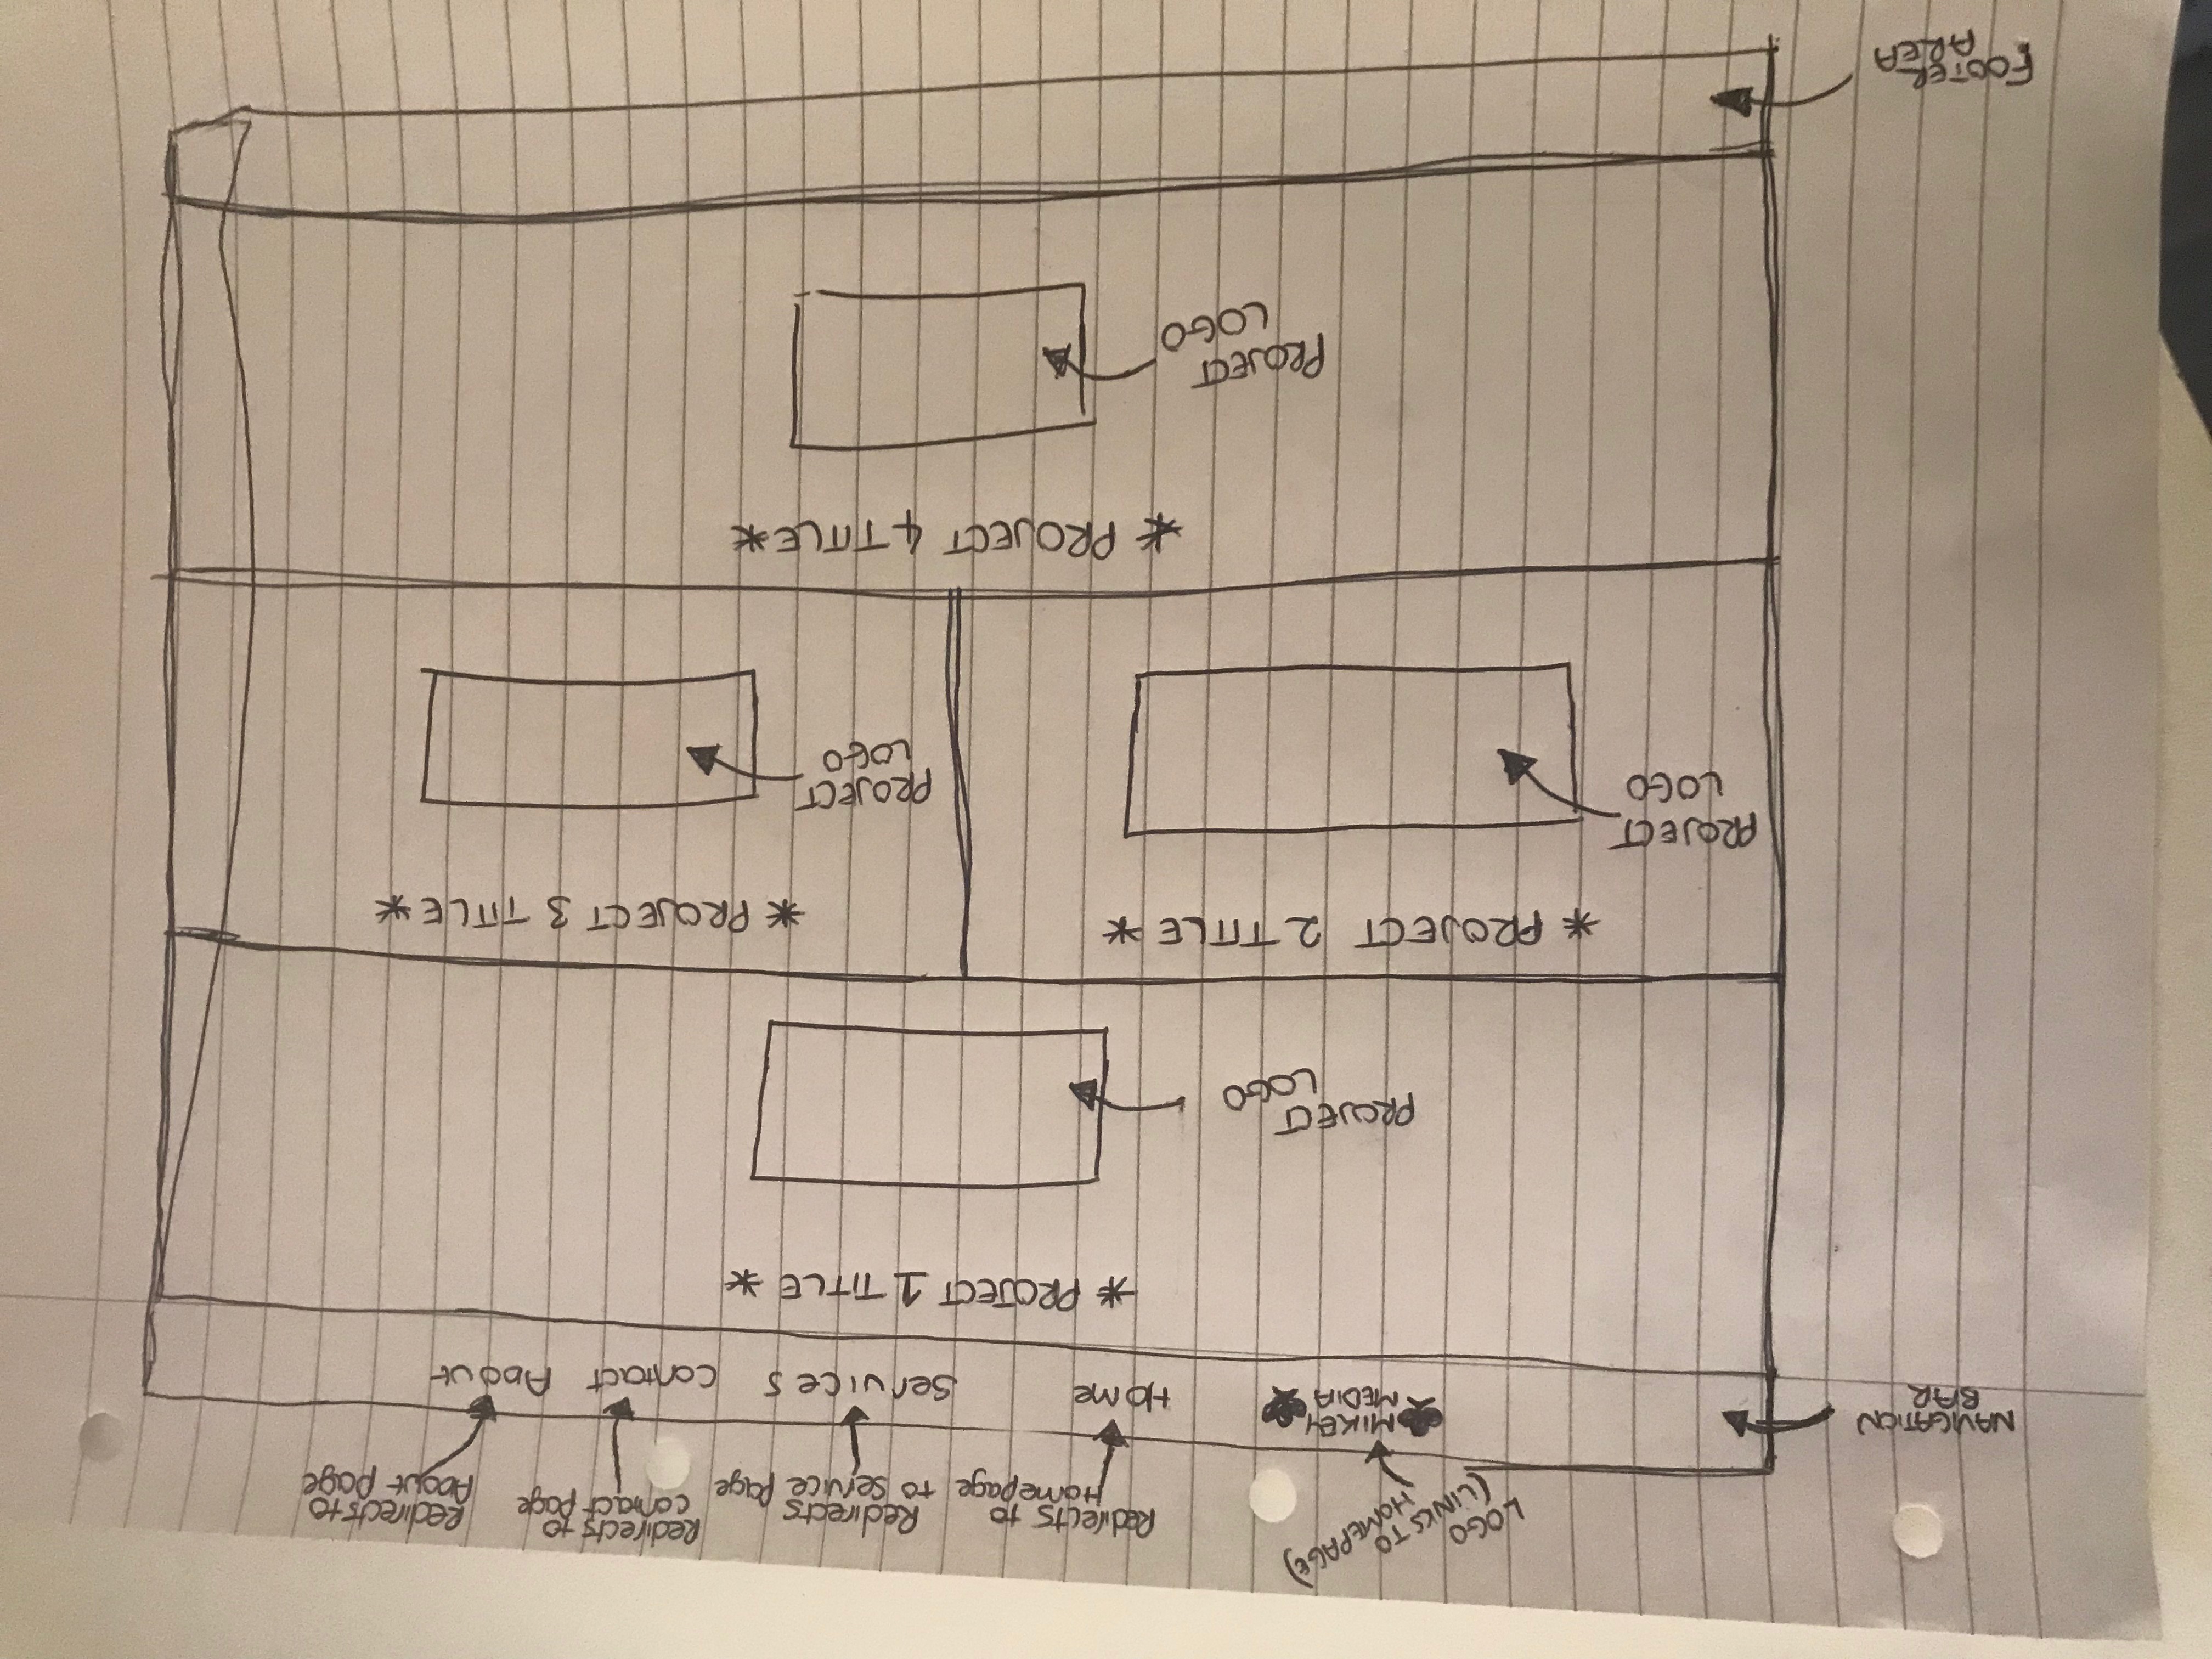 LOGO
(LINKS TO
HOMEPAGE)
Redirects to
Homepage
Redirects
to Service page
Redirects to
contact page
Redirects to
About page
NAVIGATION
BAR
MIKEY
MEDIA
Home
Services
Contact
About
* PROJECT 1 TITLE *
PROJECT
LOGO
* PROJECT 2 TITLE *
PROJECT
LOGO
* PROJECT 3 TITLE *
PROJECT
LOGO
* PROJECT 4 TITLE *
PROJECT
LOGO
FOOTER
AREA